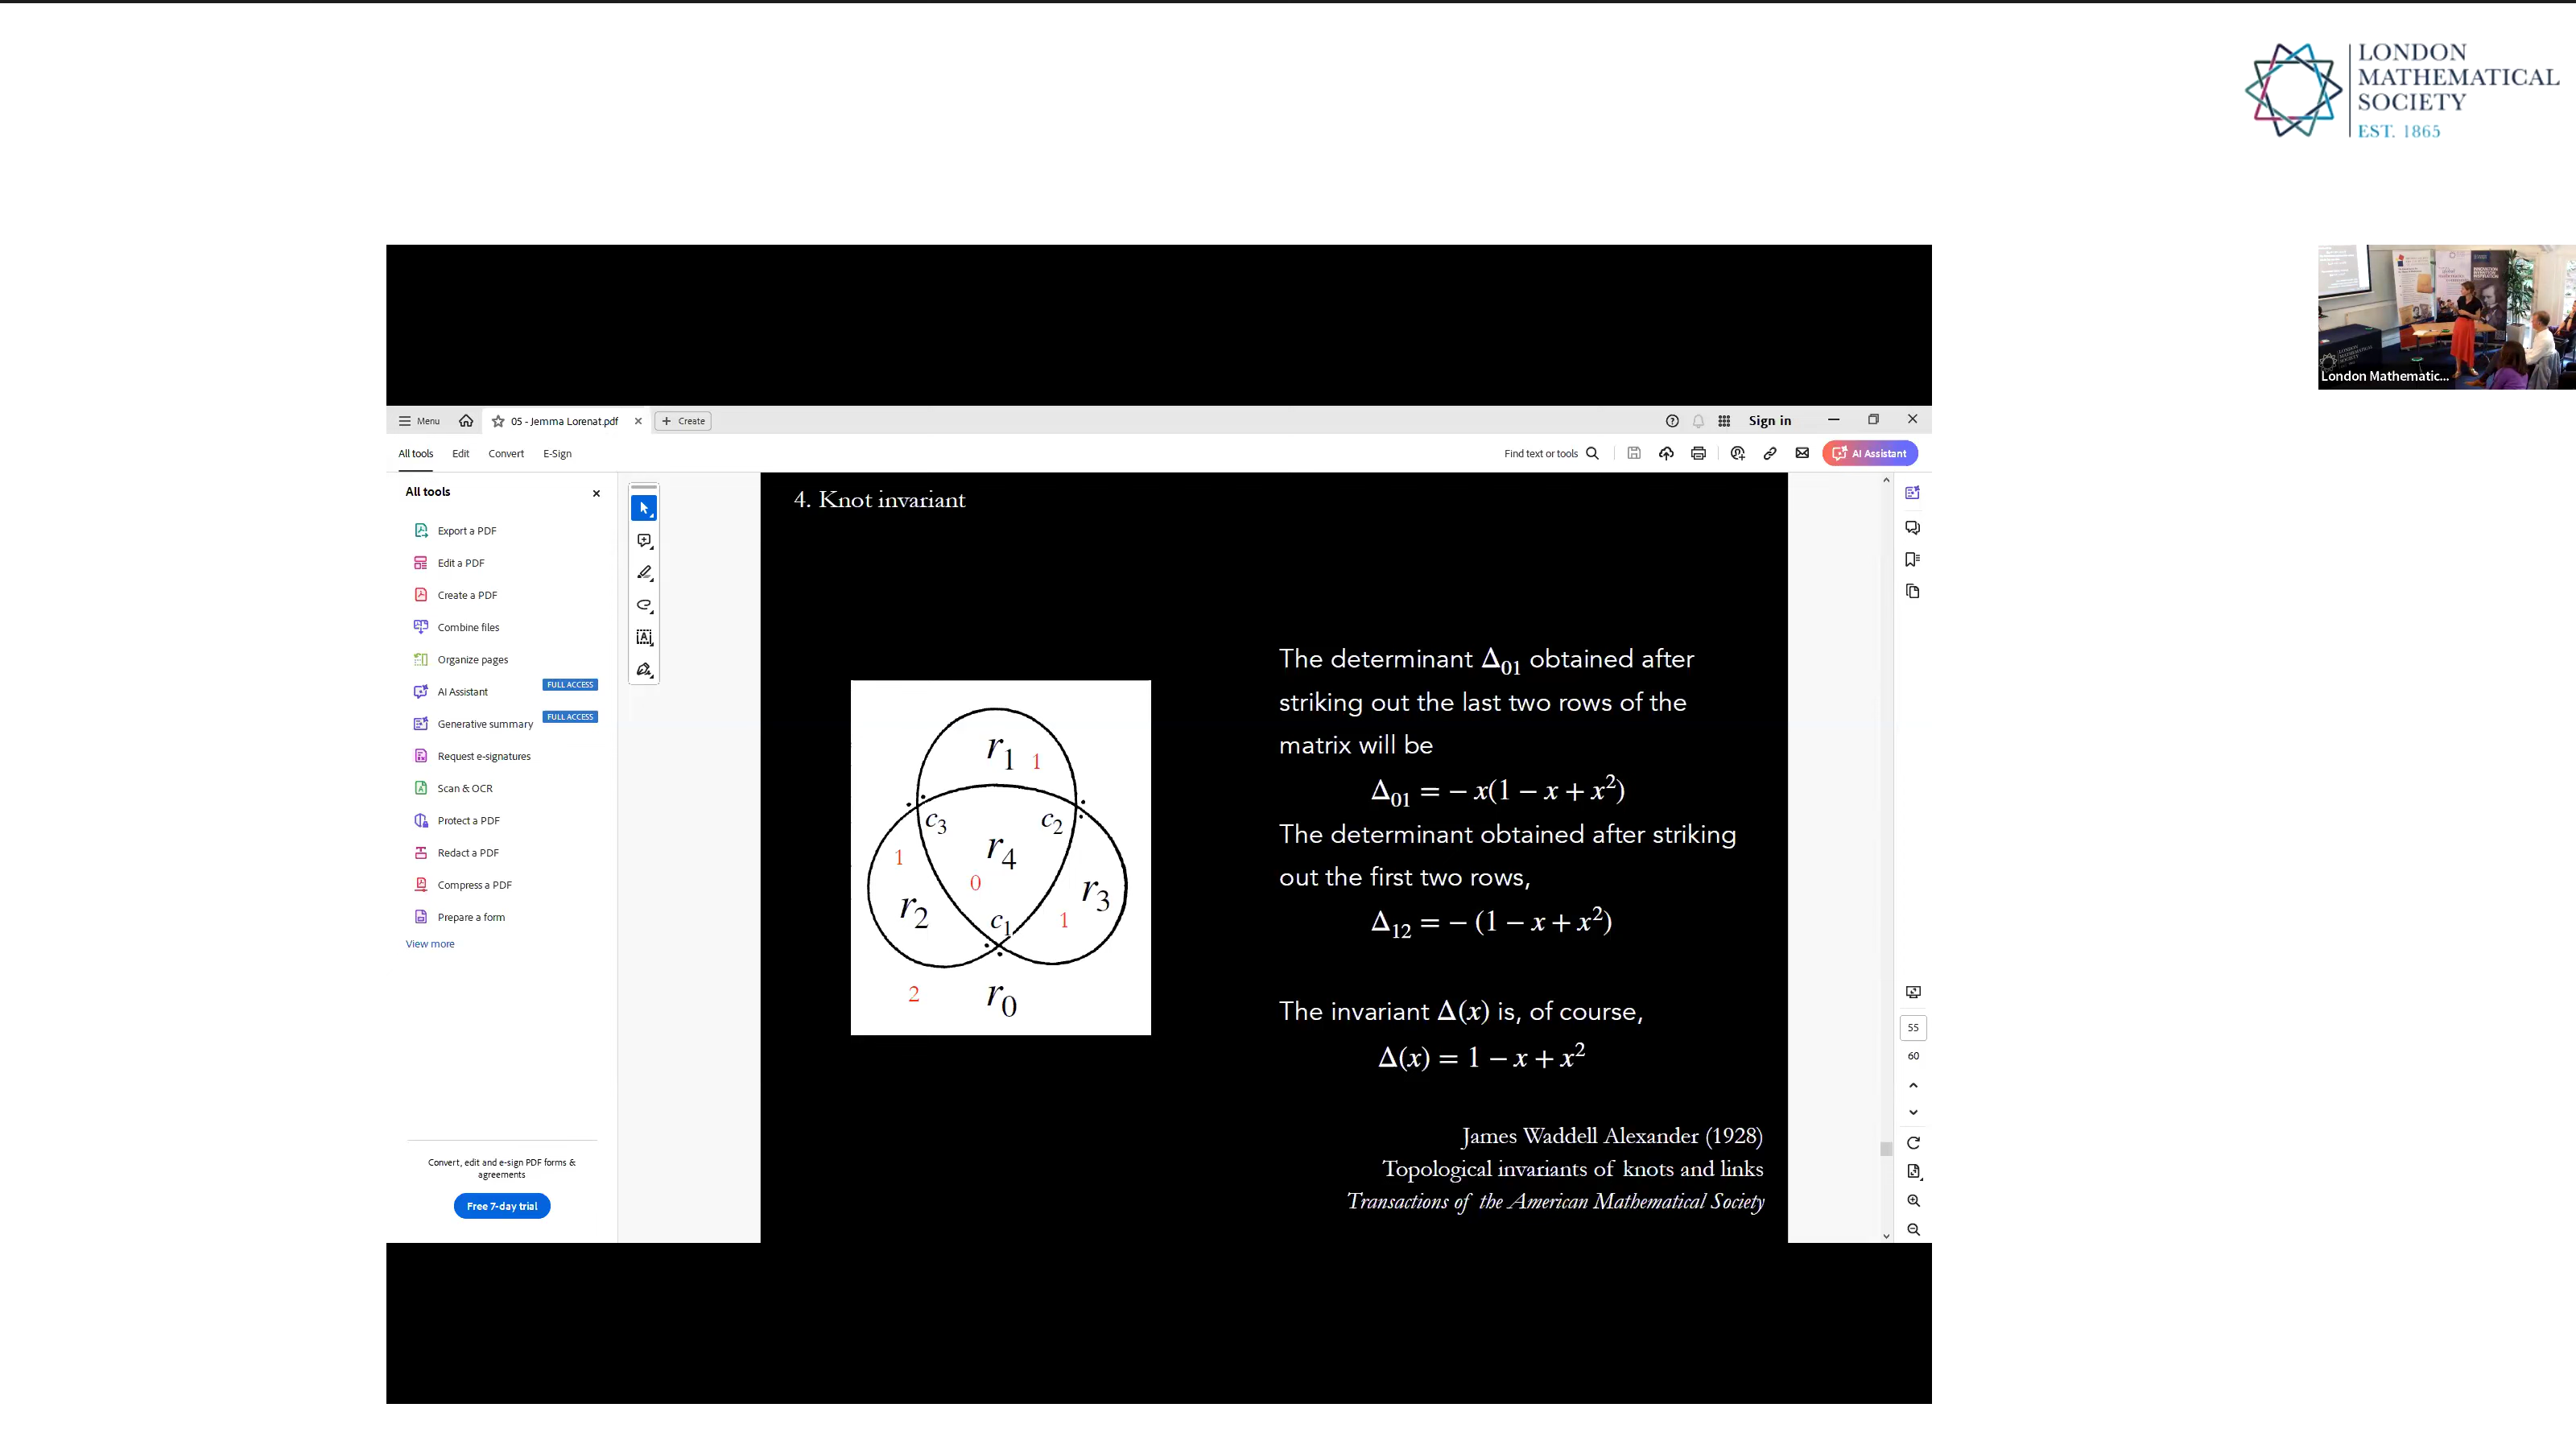 LONDON
MATHEMATICAL
SOCIETY
EST. 1865
London Mathematic...
Menu
05 - Jemma Lorenat.pdf
Create
Sign in
All tools
Edit
Convert
E-Sign
Find text or tools
AI Assistant
All tools
Export a PDF
Edit a PDF
Create a PDF
Combine files
Organize pages
AI Assistant
FULL ACCESS
Generative summary
FULL ACCESS
Request e-signatures
Scan & OCR
Protect a PDF
Redact a PDF
Compress a PDF
Prepare a form
View more
Convert, edit and e-sign PDF forms &
agreements
Free 7-day trial
4. Knot invariant
r₁ 1
c₃ c₂
r₄
1
0
r₃
r₂
c₁ 1
2 r₀
The determinant Δ₀₁ obtained after
striking out the last two rows of the
matrix will be
Δ₀₁ = − x(1 − x + x²)
The determinant obtained after striking
out the first two rows,
Δ₁₂ = − (1 − x + x²)
The invariant Δ(x) is, of course,
Δ(x) = 1 − x + x²
James Waddell Alexander (1928)
Topological invariants of knots and links
Transactions of the American Mathematical Society
55
60